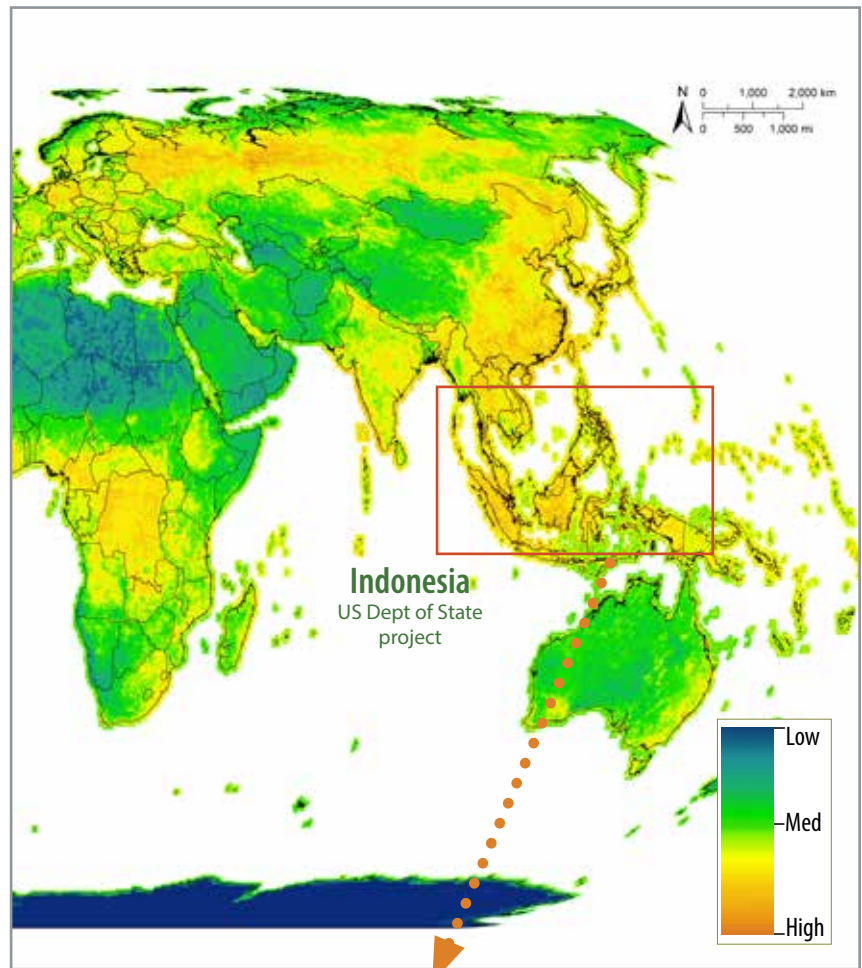 N
0 1,000 2,000 km
0 500 1,000 mi
Indonesia
US Dept of State
project
Low
Med
High